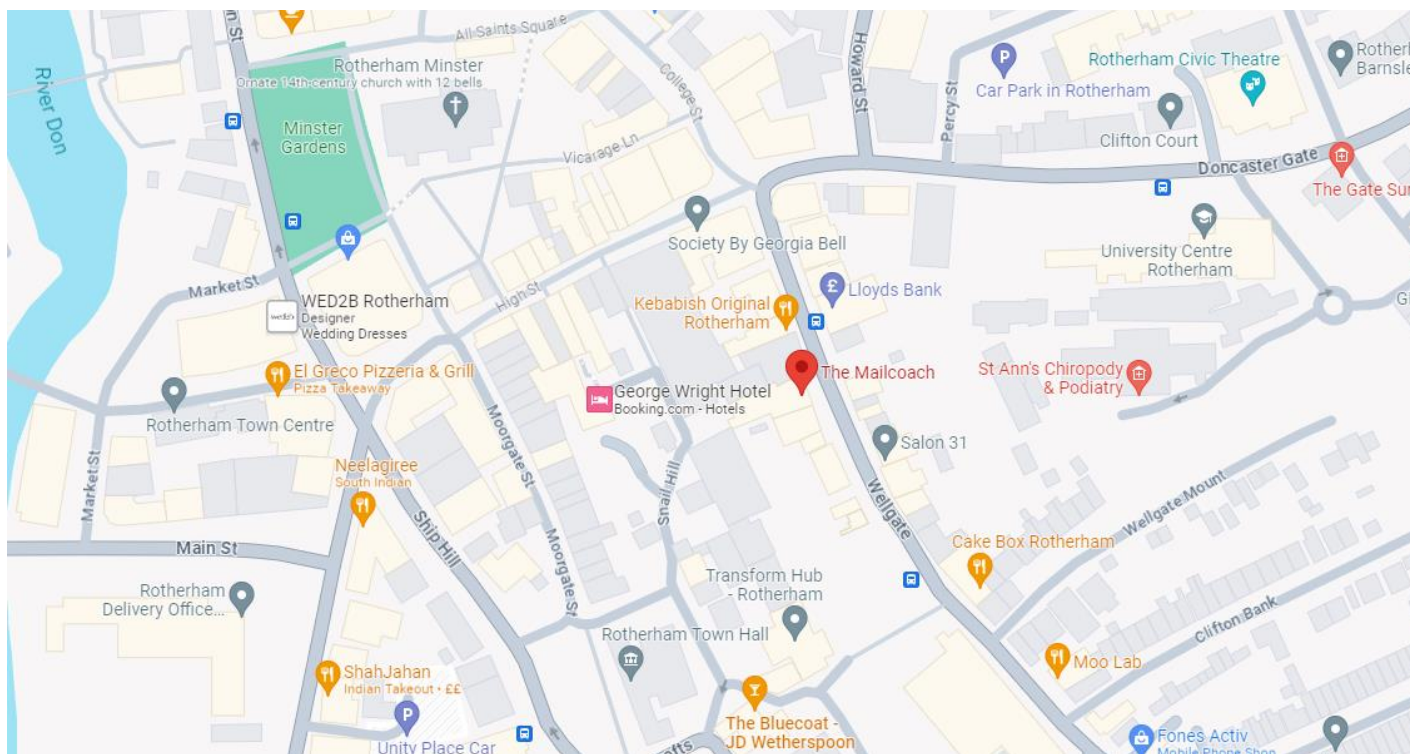 All Saints Square
Rotherham Minster
Ornate 14th-century church with 12 bells
College St
Howard St
Percy St
Car Park in Rotherham
Rotherham Civic Theatre
Barnsley
Clifton Court
River Don
Minster
Gardens
Vicarage Ln
Doncaster Gate
The Gate Sur
Society By Georgia Bell
University Centre
Rotherham
Market St
High St
Kebabish Original
Rotherham
£
Lloyds Bank
wed2b
WED2B Rotherham
Designer
Wedding Dresses
El Greco Pizzeria & Grill
Pizza Takeaway
The Mailcoach
St Ann's Chiropody
& Podiatry
George Wright Hotel
Booking.com - Hotels
Rotherham Town Centre
Moorgate St
Salon 31
Neelagiree
South Indian
Market St
Snail Hill
Wellgate
Wellgate Mount
Main St
Ship Hill
Moorgate St
Cake Box Rotherham
Rotherham
Delivery Office...
Transform Hub
- Rotherham
Clifton Bank
Rotherham Town Hall
Moo Lab
ShahJahan
Indian Takeout • ££
P
P
The Bluecoat -
JD Wetherspoon
Unity Place Car
Fones Activ
Mobile Phone Shop